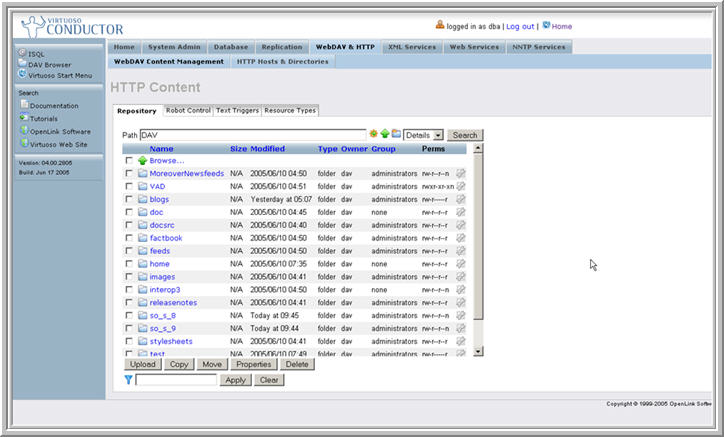 VIRTUOSO
CONDUCTOR
logged in as dba | Log out | Home
ISQL
DAV Browser
Virtuoso Start Menu
Search
Documentation
Tutorials
OpenLink Software
Virtuoso Web Site
Version: 04.00.2005
Build: Jun 17 2005
Home System Admin Database Replication WebDAV & HTTP XML Services Web Services NNTP Services
WebDAV Content Management HTTP Hosts & Directories
HTTP Content
Repository Robot Control Text Triggers Resource Types
Path DAV Details Search
Name Size Modified Type Owner Group Perms
Browse...
MoreoverNewsfeeds N/A 2005/06/10 04:50 folder dav administrators rw-r--r--n
VAD N/A 2005/06/10 04:51 folder dav administrators rwxr-xr-xn
blogs N/A Yesterday at 05:07 folder dav administrators rw-r-----r
doc N/A 2005/06/10 04:45 folder dav none rw-r--r--r
docsrc N/A 2005/06/10 04:40 folder dav administrators rw-r--r--r
factbook N/A 2005/06/10 04:50 folder dav administrators rw-r--r--r
feeds N/A 2005/06/10 04:50 folder dav administrators rw-r--r--r
home N/A 2005/06/10 07:35 folder dav none rw-r--r--r
images N/A 2005/06/10 04:41 folder dav administrators rw-r--r--r
interop3 N/A 2005/06/10 04:50 folder dav none rw-r--r--r
releasenotes N/A 2005/06/10 04:41 folder dav administrators rw-r--r--r
so_s_8 N/A Today at 09:45 folder dav administrators rw-r--r--r
so_s_9 N/A Today at 09:44 folder dav administrators rw-r--r--r
stylesheets N/A 2005/06/10 04:41 folder dav administrators rw-r--r--r
test N/A 2005/06/10 07:49 folder dav administrators rw-r-----r
Upload Copy Move Properties Delete
Apply Clear
Copyright © 1999-2005 OpenLink Softw